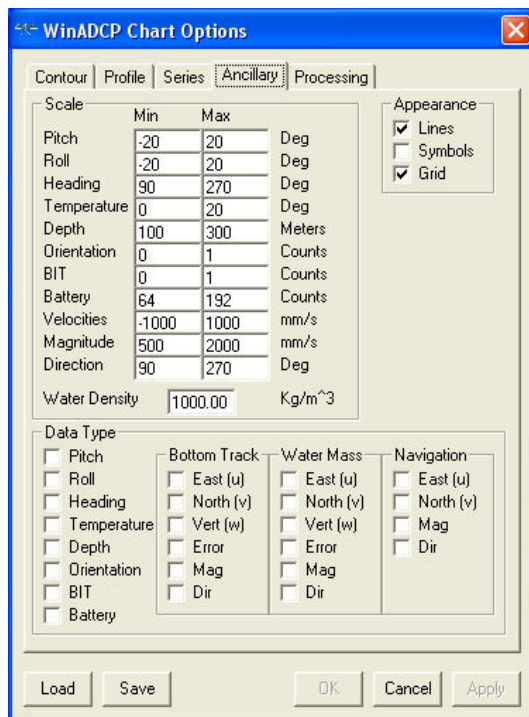 WinADCP Chart Options
Contour Profile Series Ancillary Processing
Scale
Min Max
Pitch -20 20 Deg
Roll -20 20 Deg
Heading 90 270 Deg
Temperature 0 20 Deg
Depth 100 300 Meters
Orientation 0 1 Counts
BIT 0 1 Counts
Battery 64 192 Counts
Velocities -1000 1000 mm/s
Magnitude 500 2000 mm/s
Direction 90 270 Deg
Water Density 1000.00 Kg/m^3
Appearance
Lines
Symbols
Grid
Data Type
Pitch
Roll
Heading
Temperature
Depth
Orientation
BIT
Battery
Bottom Track
East (u)
North (v)
Vert (w)
Error
Mag
Dir
Water Mass
East (u)
North (v)
Vert (w)
Error
Mag
Dir
Navigation
East (u)
North (v)
Mag
Dir
Load Save OK Cancel Apply